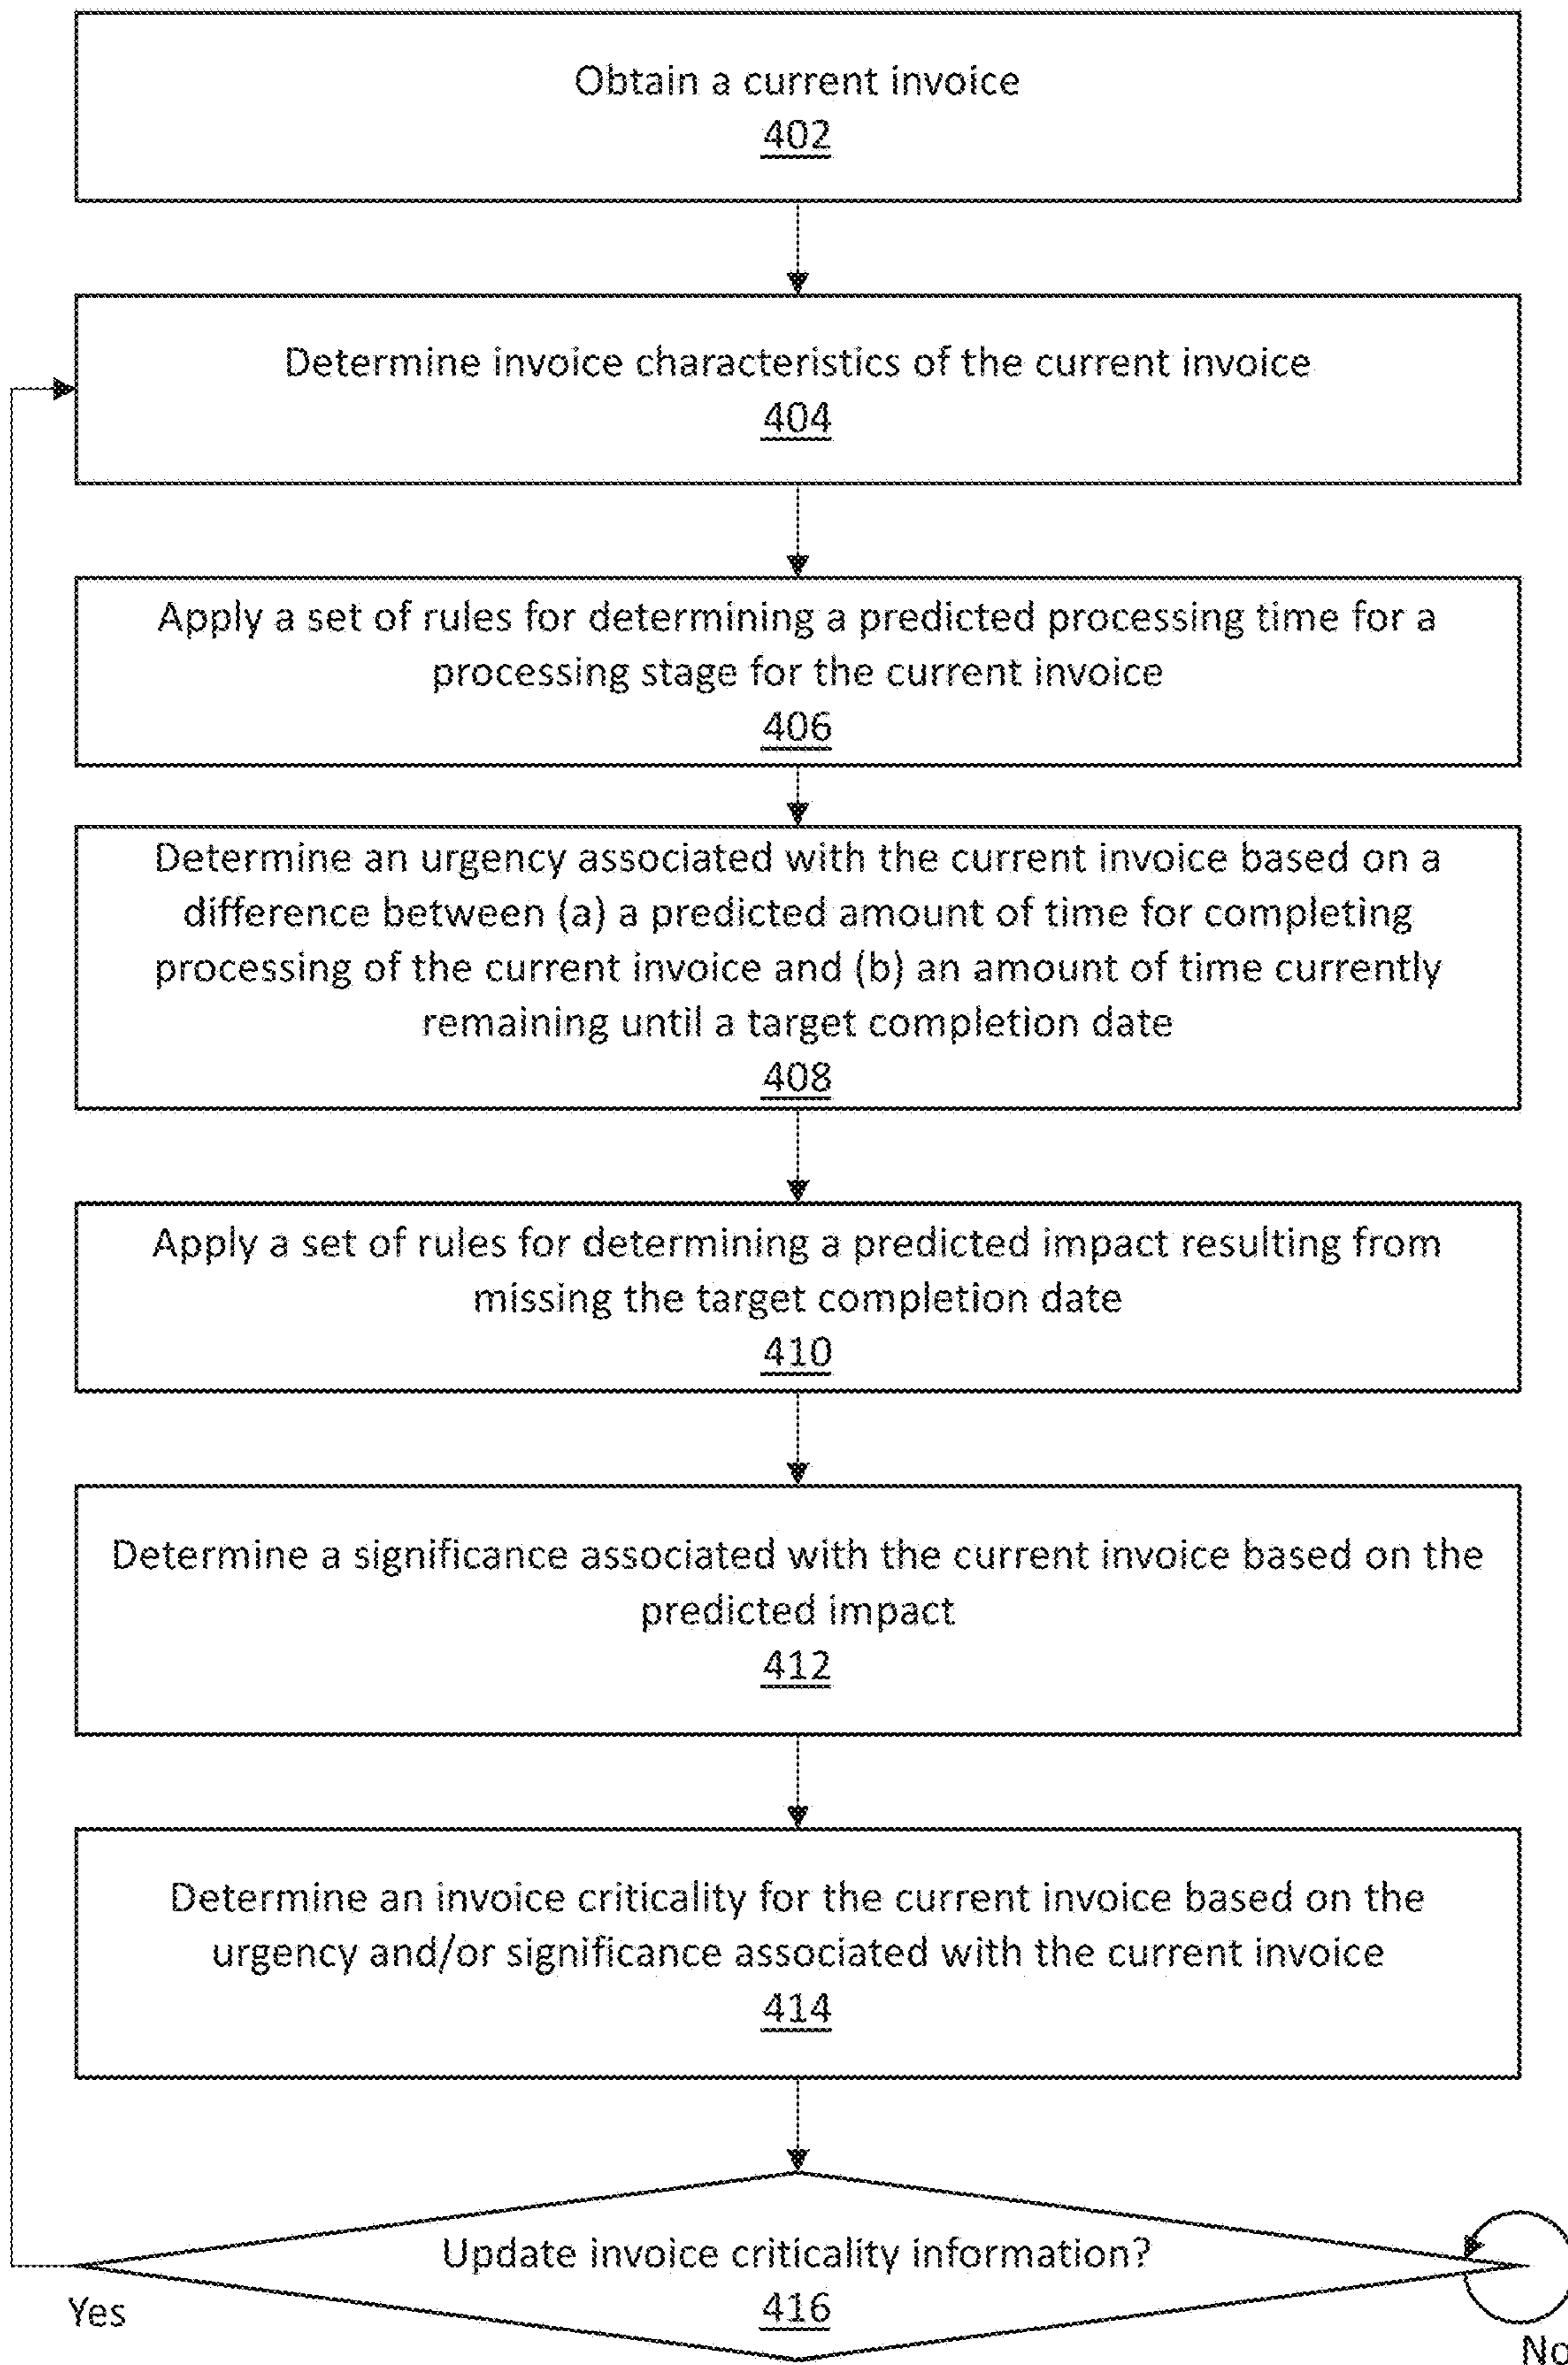 Obtain a current invoice
402
Determine invoice characteristics of the current invoice
404
Apply a set of rules for determining a predicted processing time for a
processing stage for the current invoice
406
Determine an urgency associated with the current invoice based on a
difference between (a) a predicted amount of time for completing
processing of the current invoice and (b) an amount of time currently
remaining until a target completion date
408
Apply a set of rules for determining a predicted impact resulting from
missing the target completion date
410
Determine a significance associated with the current invoice based on the
predicted impact
412
Determine an invoice criticality for the current invoice based on the
urgency and/or significance associated with the current invoice
414
Update invoice criticality information?
416
Yes
No